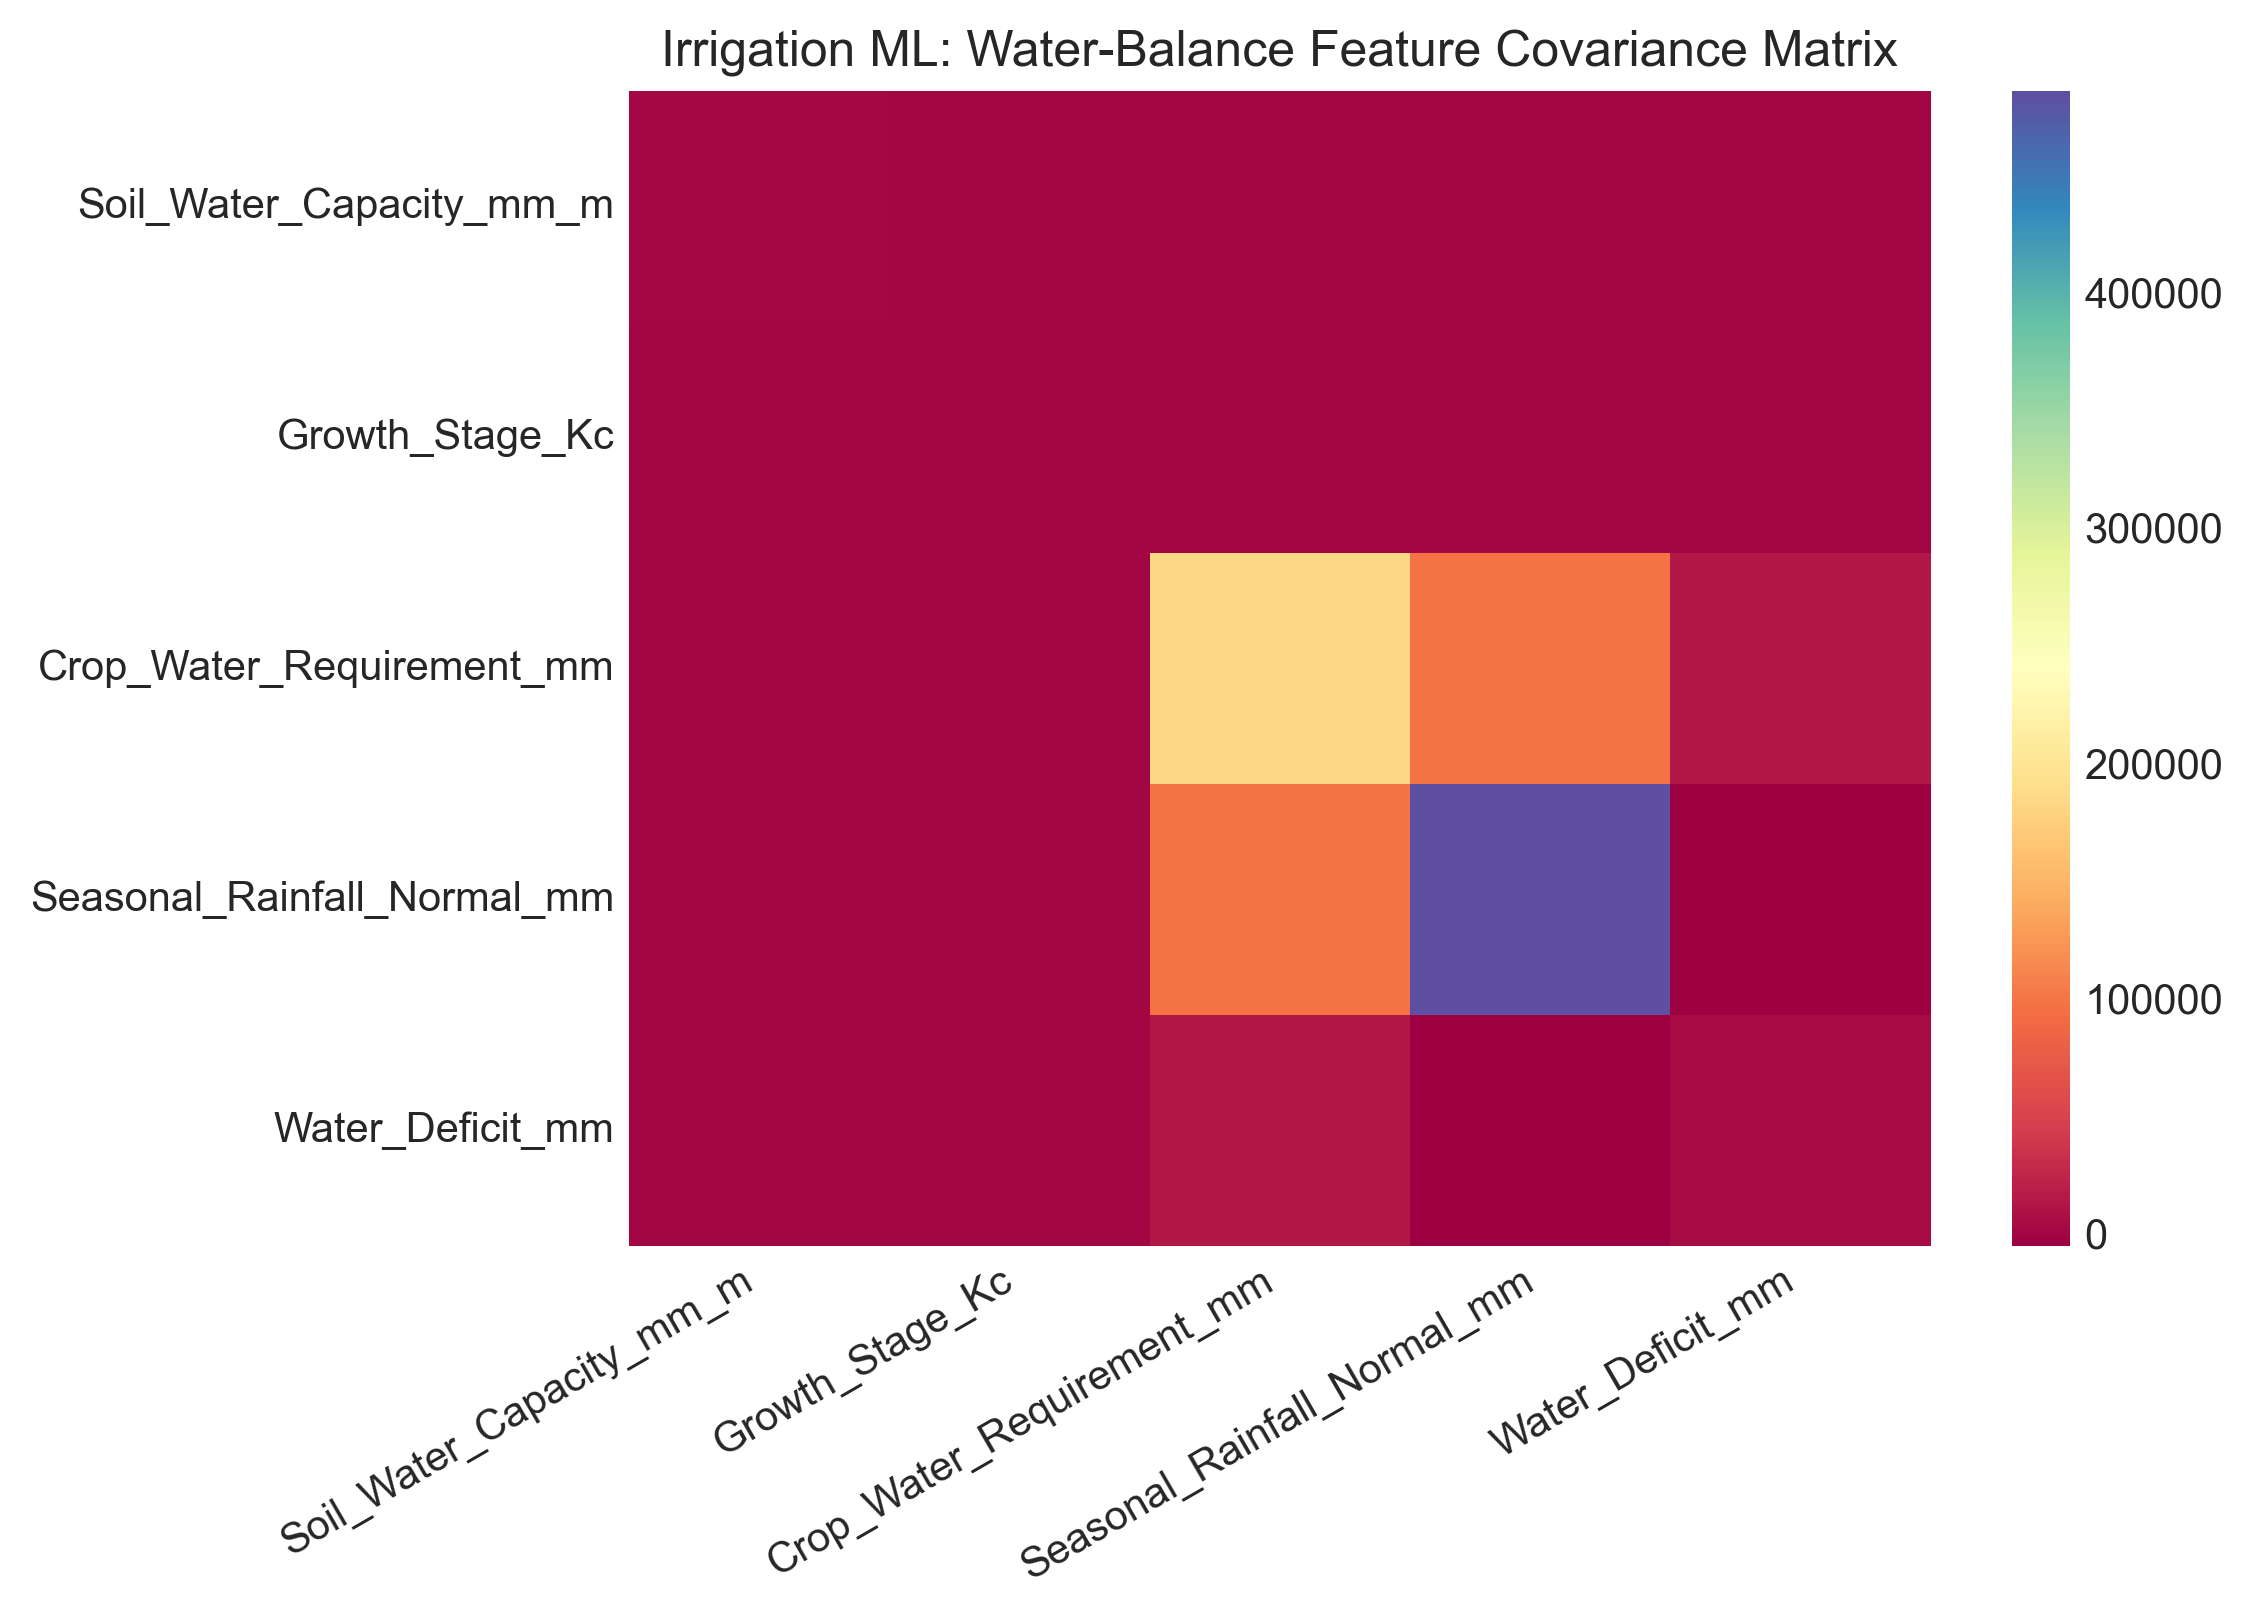 Irrigation ML: Water-Balance Feature Covariance Matrix
Soil_Water_Capacity_mm_m
Growth_Stage_Kc
Crop_Water_Requirement_mm
Seasonal_Rainfall_Normal_mm
Water_Deficit_mm
400000
300000
200000
100000
0
Soil_Water_Capacity_mm_m
Growth_Stage_Kc
Crop_Water_Requirement_mm
Seasonal_Rainfall_Normal_mm
Water_Deficit_mm